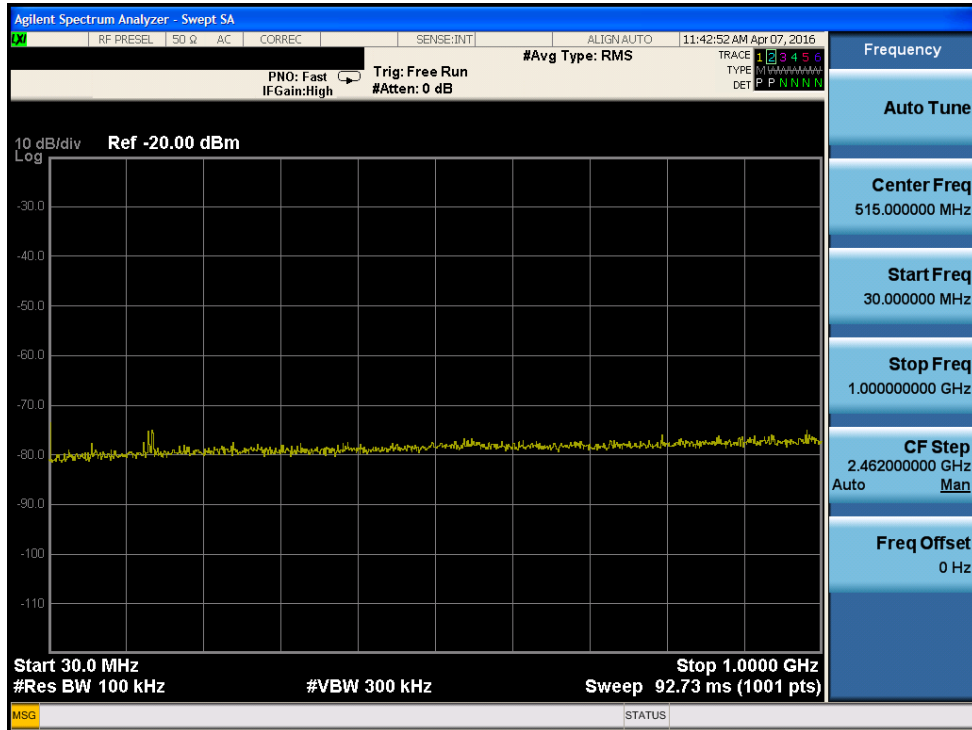 Agilent Spectrum Analyzer - Swept SA
LXI RF PRESEL 50 Ω AC CORREC SENSE:INT ALIGN AUTO 11:42:52 AM Apr 07, 2016
Frequency
#Avg Type: RMS
TRACE 1 2 3 4 5 6
PNO: Fast Trig: Free Run
TYPE M WWWWW
IFGain:High #Atten: 0 dB
DET P P N N N N
Auto Tune
10 dB/div Ref -20.00 dBm
Log
Center Freq
515.000000 MHz
-30.0
-40.0
Start Freq
30.000000 MHz
-50.0
-60.0
Stop Freq
1.000000000 GHz
-70.0
-80.0
CF Step
2.462000000 GHz
Auto Man
-90.0
-100
Freq Offset
0 Hz
-110
Start 30.0 MHz Stop 1.0000 GHz
#Res BW 100 kHz #VBW 300 kHz Sweep 92.73 ms (1001 pts)
MSG STATUS